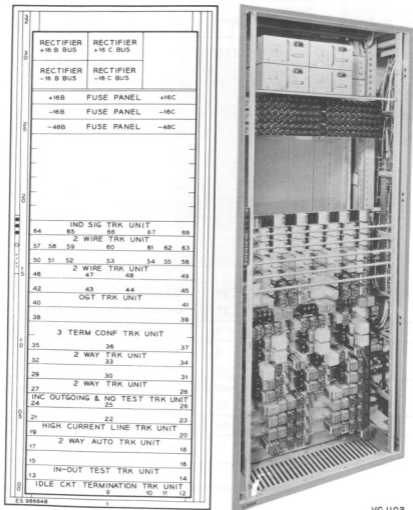 RECTIFIER RECTIFIER
+16 B BUS +16 C BUS
RECTIFIER RECTIFIER
-16 B BUS -16 C BUS
+16B FUSE PANEL +16C
-16B FUSE PANEL -16C
-48B FUSE PANEL -48C
IND SIG TRK UNIT
64 65 66 67 68
2 WIRE TRK UNIT
57 58 59 60 61 62 63
50 51 52 53 54 55 56
2 WIRE TRK UNIT
46 47 48 49
42 43 44 45
OGT TRK UNIT
40 41
38 39
3 TERM CONF TRK UNIT
35 36 37
2 WAY TRK UNIT
32 33 34
29 30 31
2 WAY TRK UNIT
27 28
INC OUTGOING & NO TEST TRK UNIT
24 25 26
21 22 23
HIGH CURRENT LINE TRK UNIT
19 20
2 WAY AUTO TRK UNIT
17 18
15 16
IN-OUT TEST TRK UNIT
13 14
IDLE CKT TERMINATION TRK UNIT
9 10 11 12
ES 986648 1